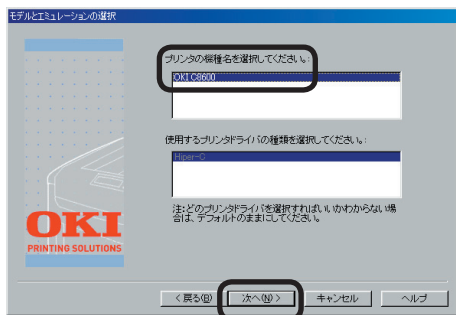 モデルとエミュレーションの選択
プリンタの機種名を選択してください。:
OKI C8600
使用するプリンタドライバの種類を選択してください。:
Hiper-C
注:どのプリンタドライバを選択すればいいかわからない場
合は、デフォルトのままにしてください。
OKI
PRINTING SOLUTIONS
< 戻る(B)
次へ(N) >
キャンセル
ヘルプ